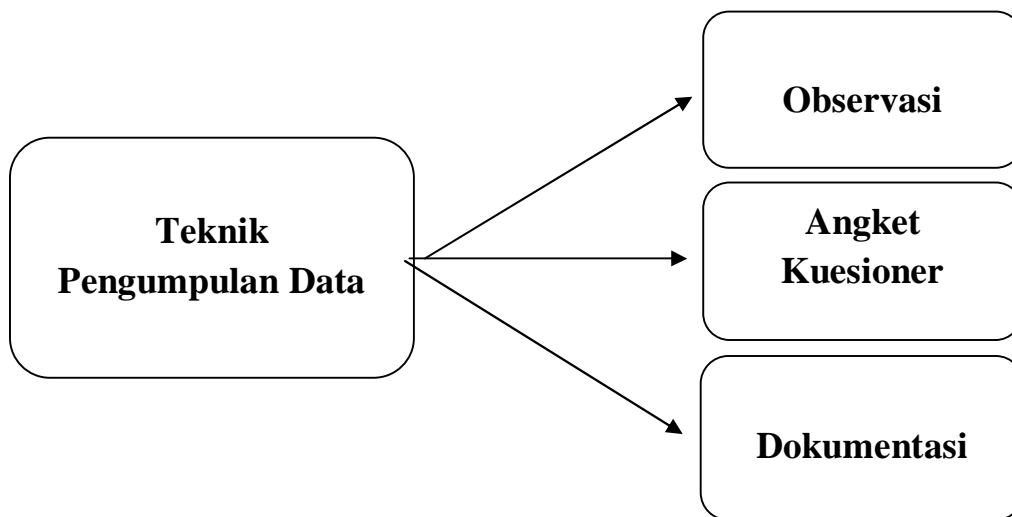 Teknik
Pengumpulan Data
Observasi
Angket
Kuesioner
Dokumentasi